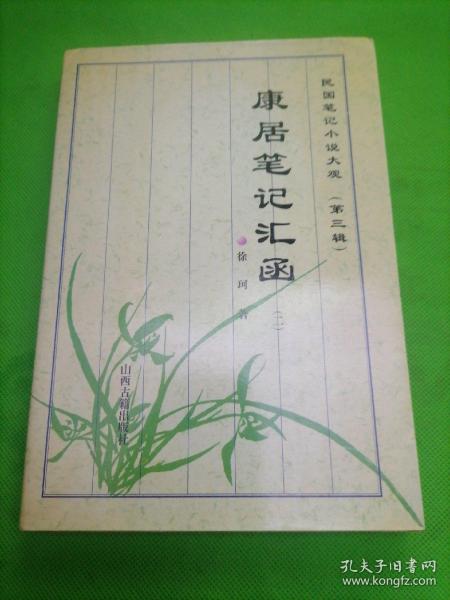 民国笔记小说大观（第三辑）
康居笔记汇函
（二）
徐珂著
山西古籍出版社
孔夫子旧书网
www.kongfz.com